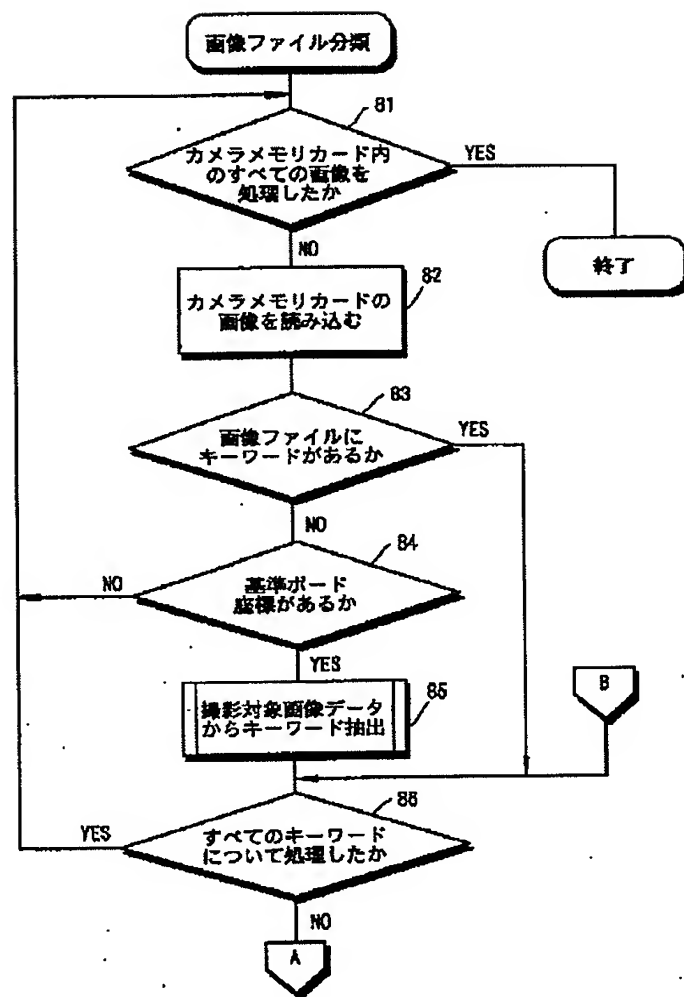 画像ファイル分類
81
カメラメモリカード内
のすべての画像を
処理したか
YES
NO
終了
82
カメラメモリカードの
画像を読み込む
83
画像ファイルに
キーワードがあるか
YES
NO
84
基準ボード
座標があるか
NO
YES
85
撮影対象画像データ
からキーワード抽出
B
86
すべてのキーワード
について処理したか
YES
NO
A